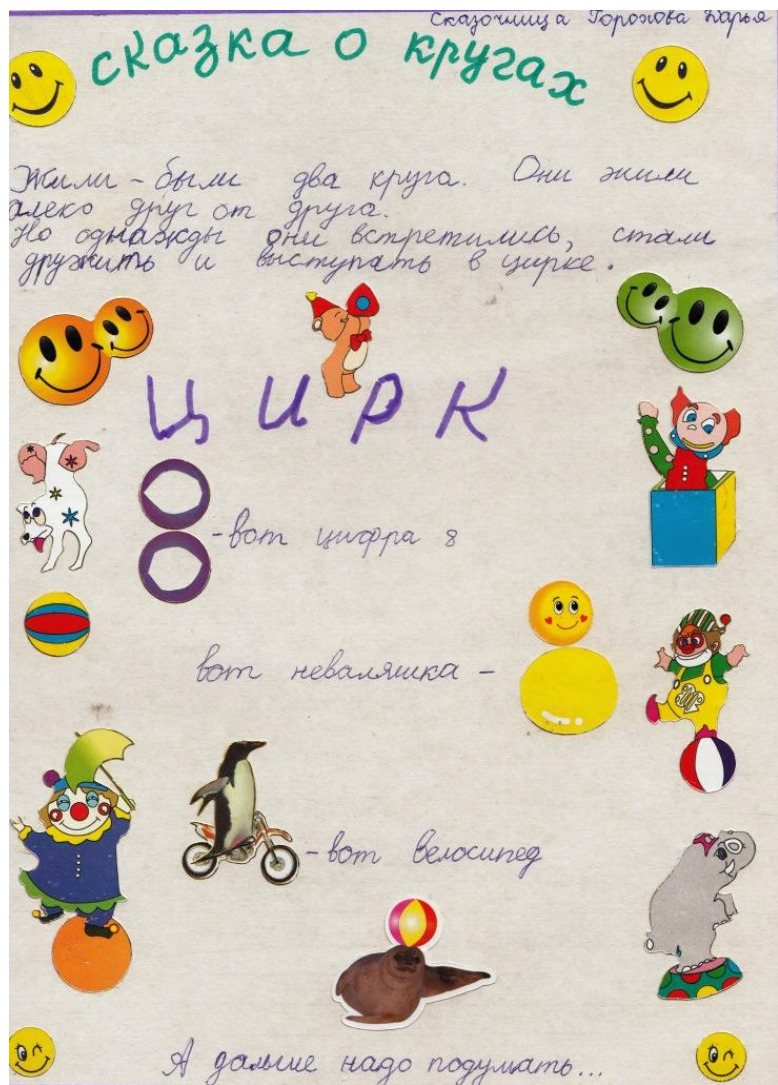 Сказочница Горохова Дарья
сказка о кругах
Жили-были два круга. Они жили
алеко друг от друга.
Но однажды они встретились, стали
дружить и выступать в цирке.
ЦИРК
-вот цифра 8
вот неваляшка -
-вот велосипед
А дальше надо подумать...